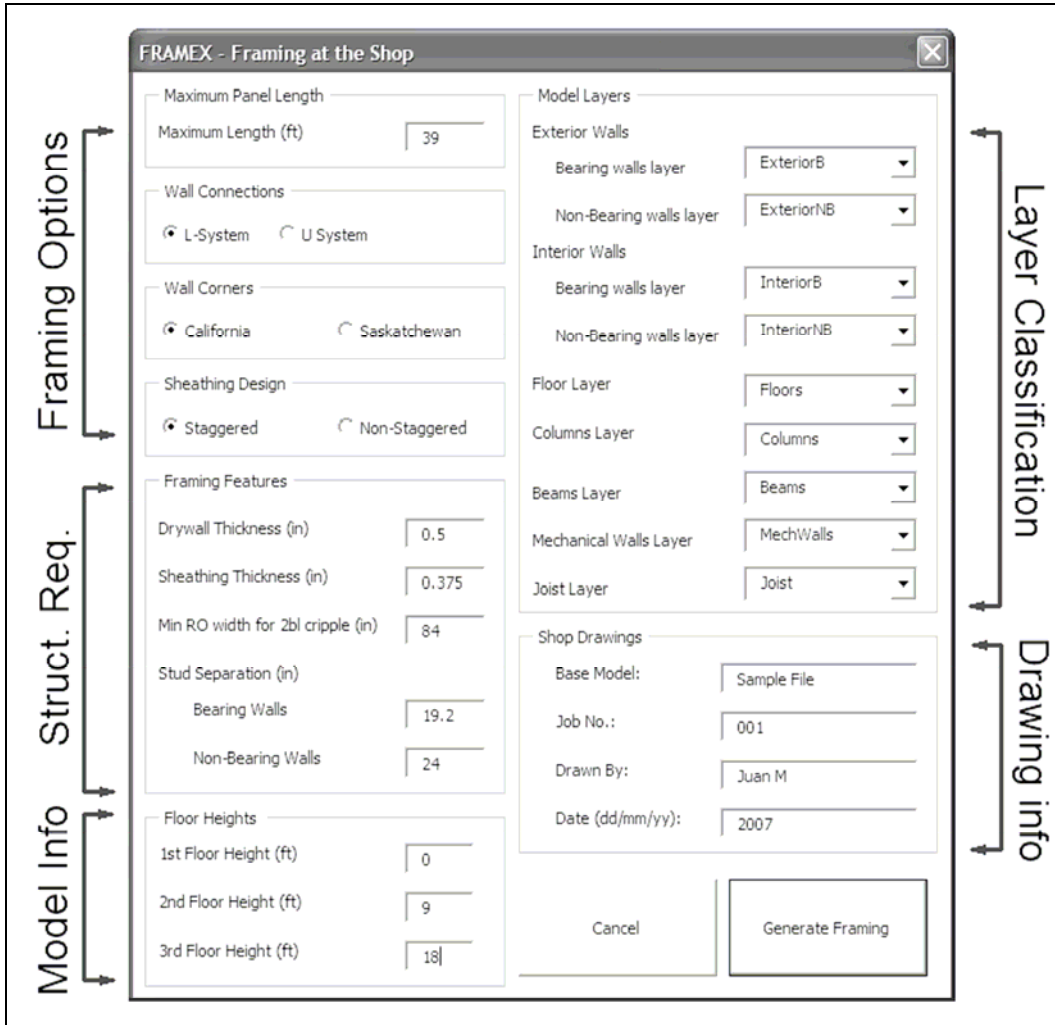 FRAMEX - Framing at the Shop
Framing Options
Struct. Req.
Model Info
Maximum Panel Length
Maximum Length (ft) 39
Wall Connections
L-System U System
Wall Corners
California Saskatchewan
Sheathing Design
Staggered Non-Staggered
Framing Features
Drywall Thickness (in) 0.5
Sheathing Thickness (in) 0.375
Min RO width for 2bl cripple (in) 84
Stud Separation (in)
Bearing Walls 19.2
Non-Bearing Walls 24
Floor Heights
1st Floor Height (ft) 0
2nd Floor Height (ft) 9
3rd Floor Height (ft) 18
Model Layers
Exterior Walls
Bearing walls layer ExteriorB
Non-Bearing walls layer ExteriorNB
Interior Walls
Bearing walls layer InteriorB
Non-Bearing walls layer InteriorNB
Floor Layer Floors
Columns Layer Columns
Beams Layer Beams
Mechanical Walls Layer MechWalls
Joist Layer Joist
Shop Drawings
Base Model: Sample File
Job No.: 001
Drawn By: Juan M
Date (dd/mm/yy): 2007
Cancel Generate Framing
Layer Classification
Drawing info